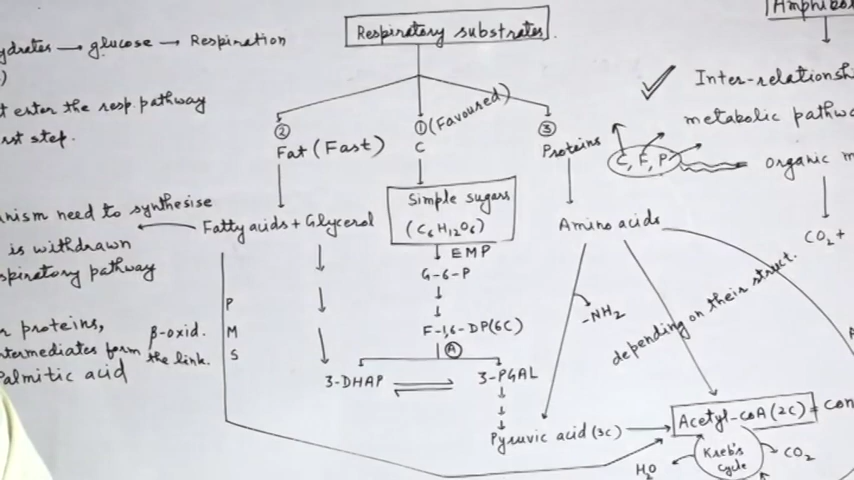 ydrates → glucose → Respiration
)
t enter the resp. pathway
rst step.
nism need to synthesise
is withdrawn
spiratory pathway
r proteins,
ntermediates form
Palmitic acid
β-oxid.
the link.
Respiratory substrates
② Fat (Fast)
① (Favoured)
C
③ Proteins
Fatty acids + Glycerol
Simple sugars
(C6H12O6)
Amino acids
EMP
G-6-P
F-1,6-DP(6C)
Ⓐ
3-DHAP ⇌ 3-PGAL
P
M
S
-NH2
depending on their struct.
Pyruvic acid (3C) → Acetyl-coA (2C) = con
Kreb's
cycle
H2O
CO2
Amphibo
✓ Inter-relationshi
metabolic pathwa
C, F, P
organic m
CO2 +